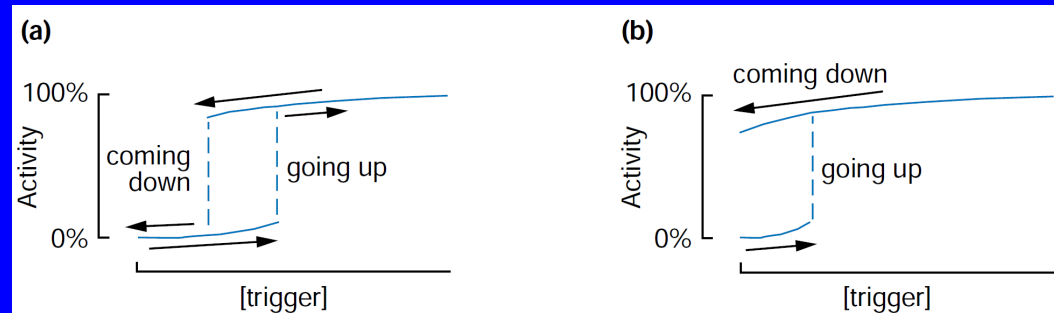 (a)
100%
Activity
coming
down
going up
0%
[trigger]
(b)
coming down
100%
Activity
going up
0%
[trigger]